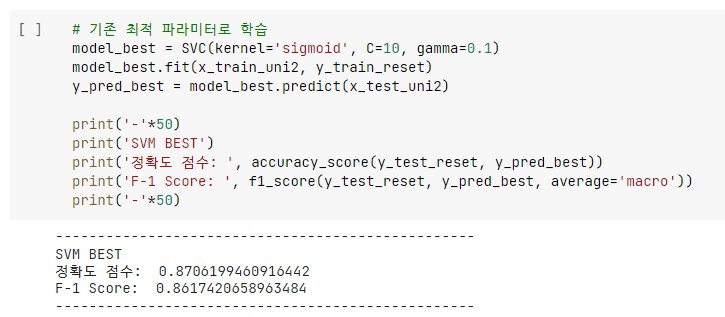 [ ] # 기존 최적 파라미터로 학습
model_best = SVC(kernel='sigmoid', C=10, gamma=0.1)
model_best.fit(x_train_uni2, y_train_reset)
y_pred_best = model_best.predict(x_test_uni2)
print('-'*50)
print('SVM BEST')
print('정확도 점수: ', accuracy_score(y_test_reset, y_pred_best))
print('F-1 Score: ', f1_score(y_test_reset, y_pred_best, average='macro'))
print('-'*50)
--------------------------------------------------
SVM BEST
정확도 점수:  0.8706199460916442
F-1 Score:  0.8617420658963484
--------------------------------------------------